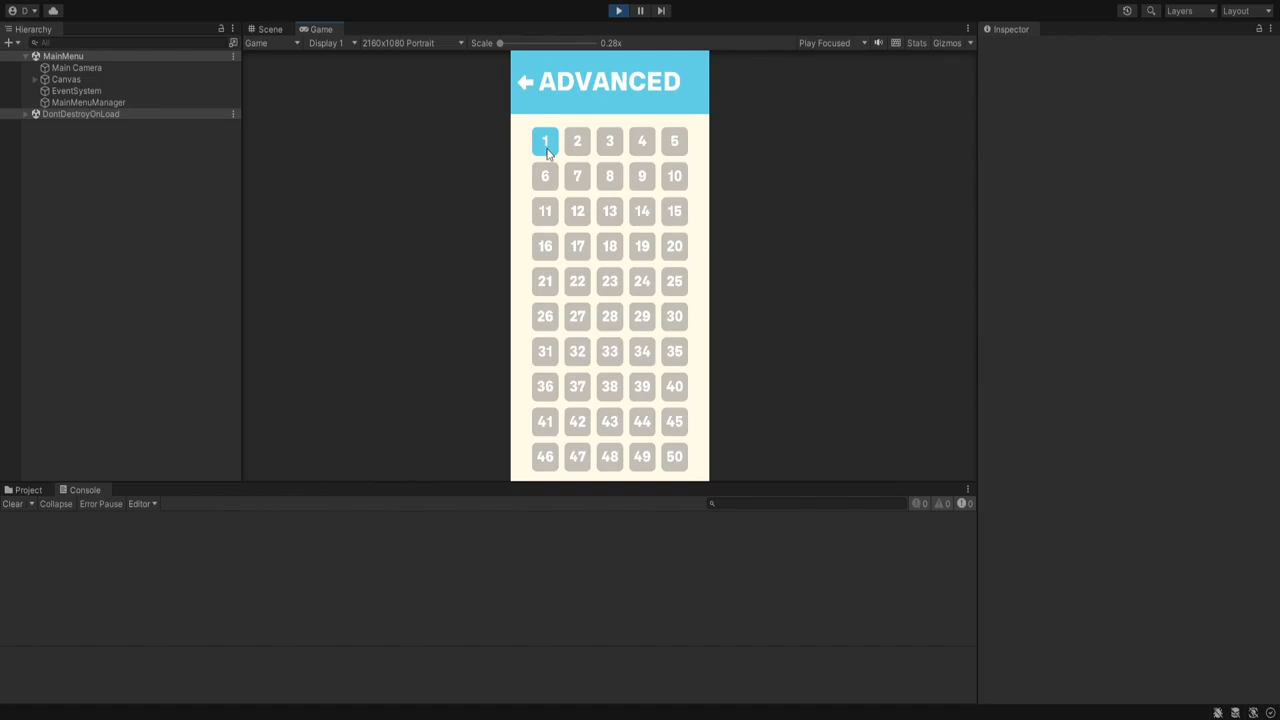 D
Layers
Layout
Hierarchy
Scene
Game
Inspector
All
Game
Display 1
2160x1080 Portrait
Scale
0.28x
Play Focused
Stats
Gizmos
MainMenu
Main Camera
Canvas
EventSystem
MainMenuManager
DontDestroyOnLoad
ADVANCED
1 2 3 4 5
6 7 8 9 10
11 12 13 14 15
16 17 18 19 20
21 22 23 24 25
26 27 28 29 30
31 32 33 34 35
36 37 38 39 40
41 42 43 44 45
46 47 48 49 50
Project
Console
Clear
Collapse
Error Pause
Editor
0
0
0